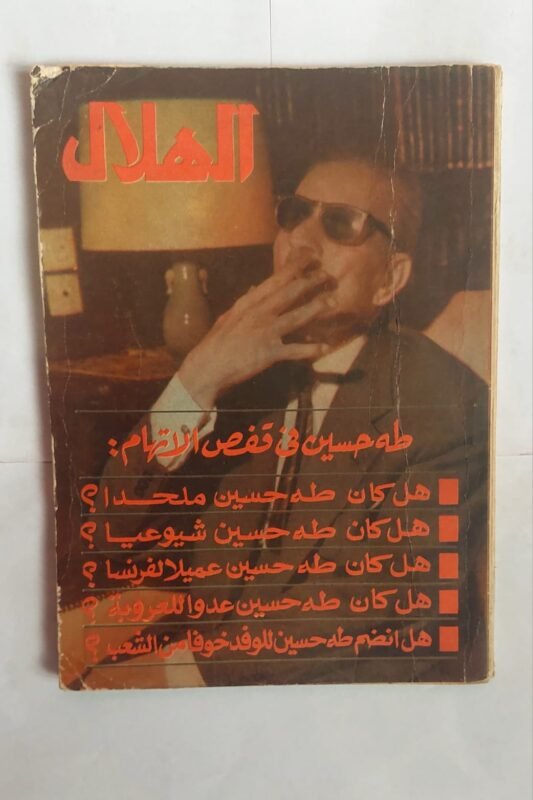 الهلال
طه حسين في قفص الاتهام:
هل كان طه حسين ملحدا؟
هل كان طه حسين شيوعيا؟
هل كان طه حسين عميلا لفرنسا؟
هل كان طه حسين عدوا للعروبة؟
هل انضم طه حسين للوفد خوفا من الشعب؟